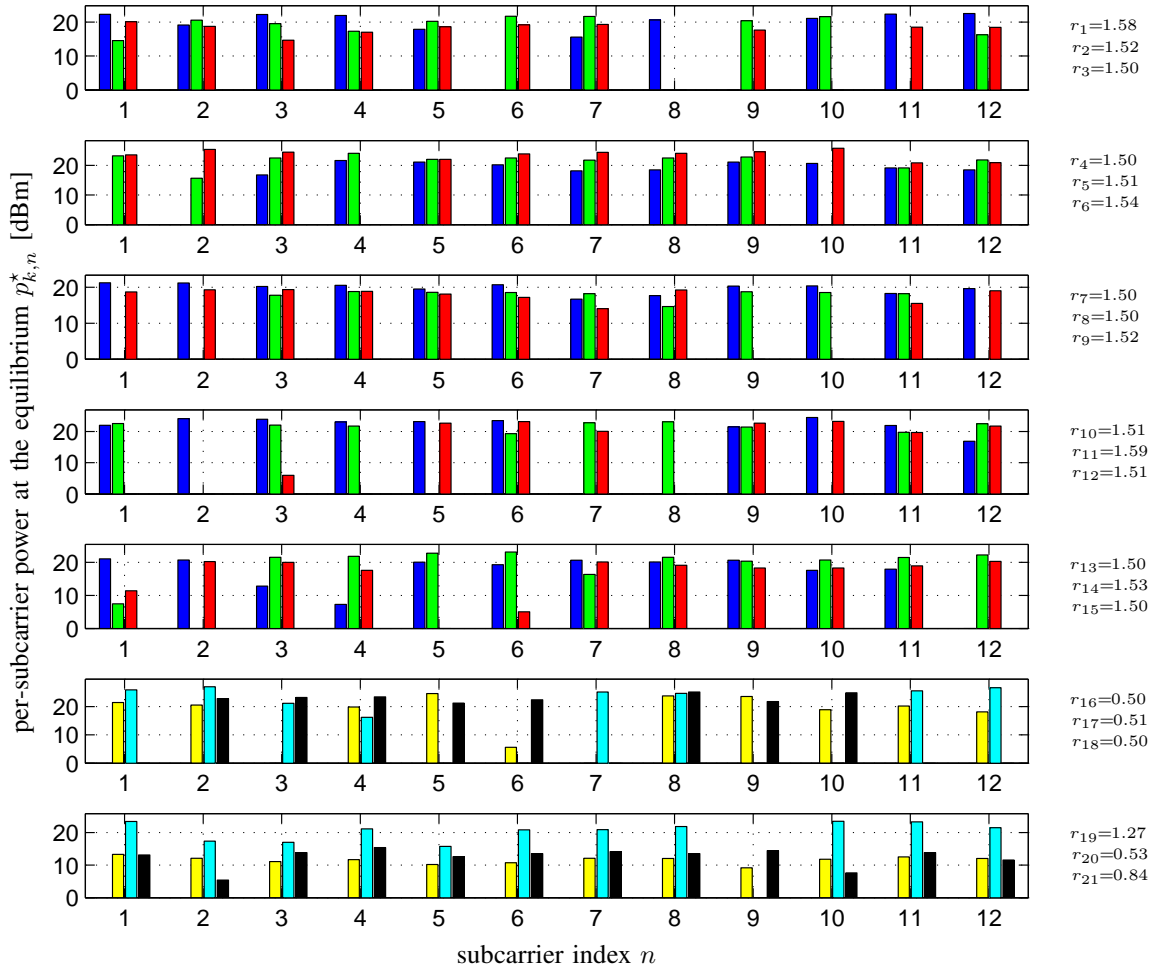 per-subcarrier power at the equilibrium p⋆k,n [dBm]
20
10
0
1 2 3 4 5 6 7 8 9 10 11 12
r1=1.58
r2=1.52
r3=1.50
20
10
0
1 2 3 4 5 6 7 8 9 10 11 12
r4=1.50
r5=1.51
r6=1.54
20
10
0
1 2 3 4 5 6 7 8 9 10 11 12
r7=1.50
r8=1.50
r9=1.52
20
10
0
1 2 3 4 5 6 7 8 9 10 11 12
r10=1.51
r11=1.59
r12=1.51
20
10
0
1 2 3 4 5 6 7 8 9 10 11 12
r13=1.50
r14=1.53
r15=1.50
20
10
0
1 2 3 4 5 6 7 8 9 10 11 12
r16=0.50
r17=0.51
r18=0.50
20
10
0
1 2 3 4 5 6 7 8 9 10 11 12
r19=1.27
r20=0.53
r21=0.84
subcarrier index n